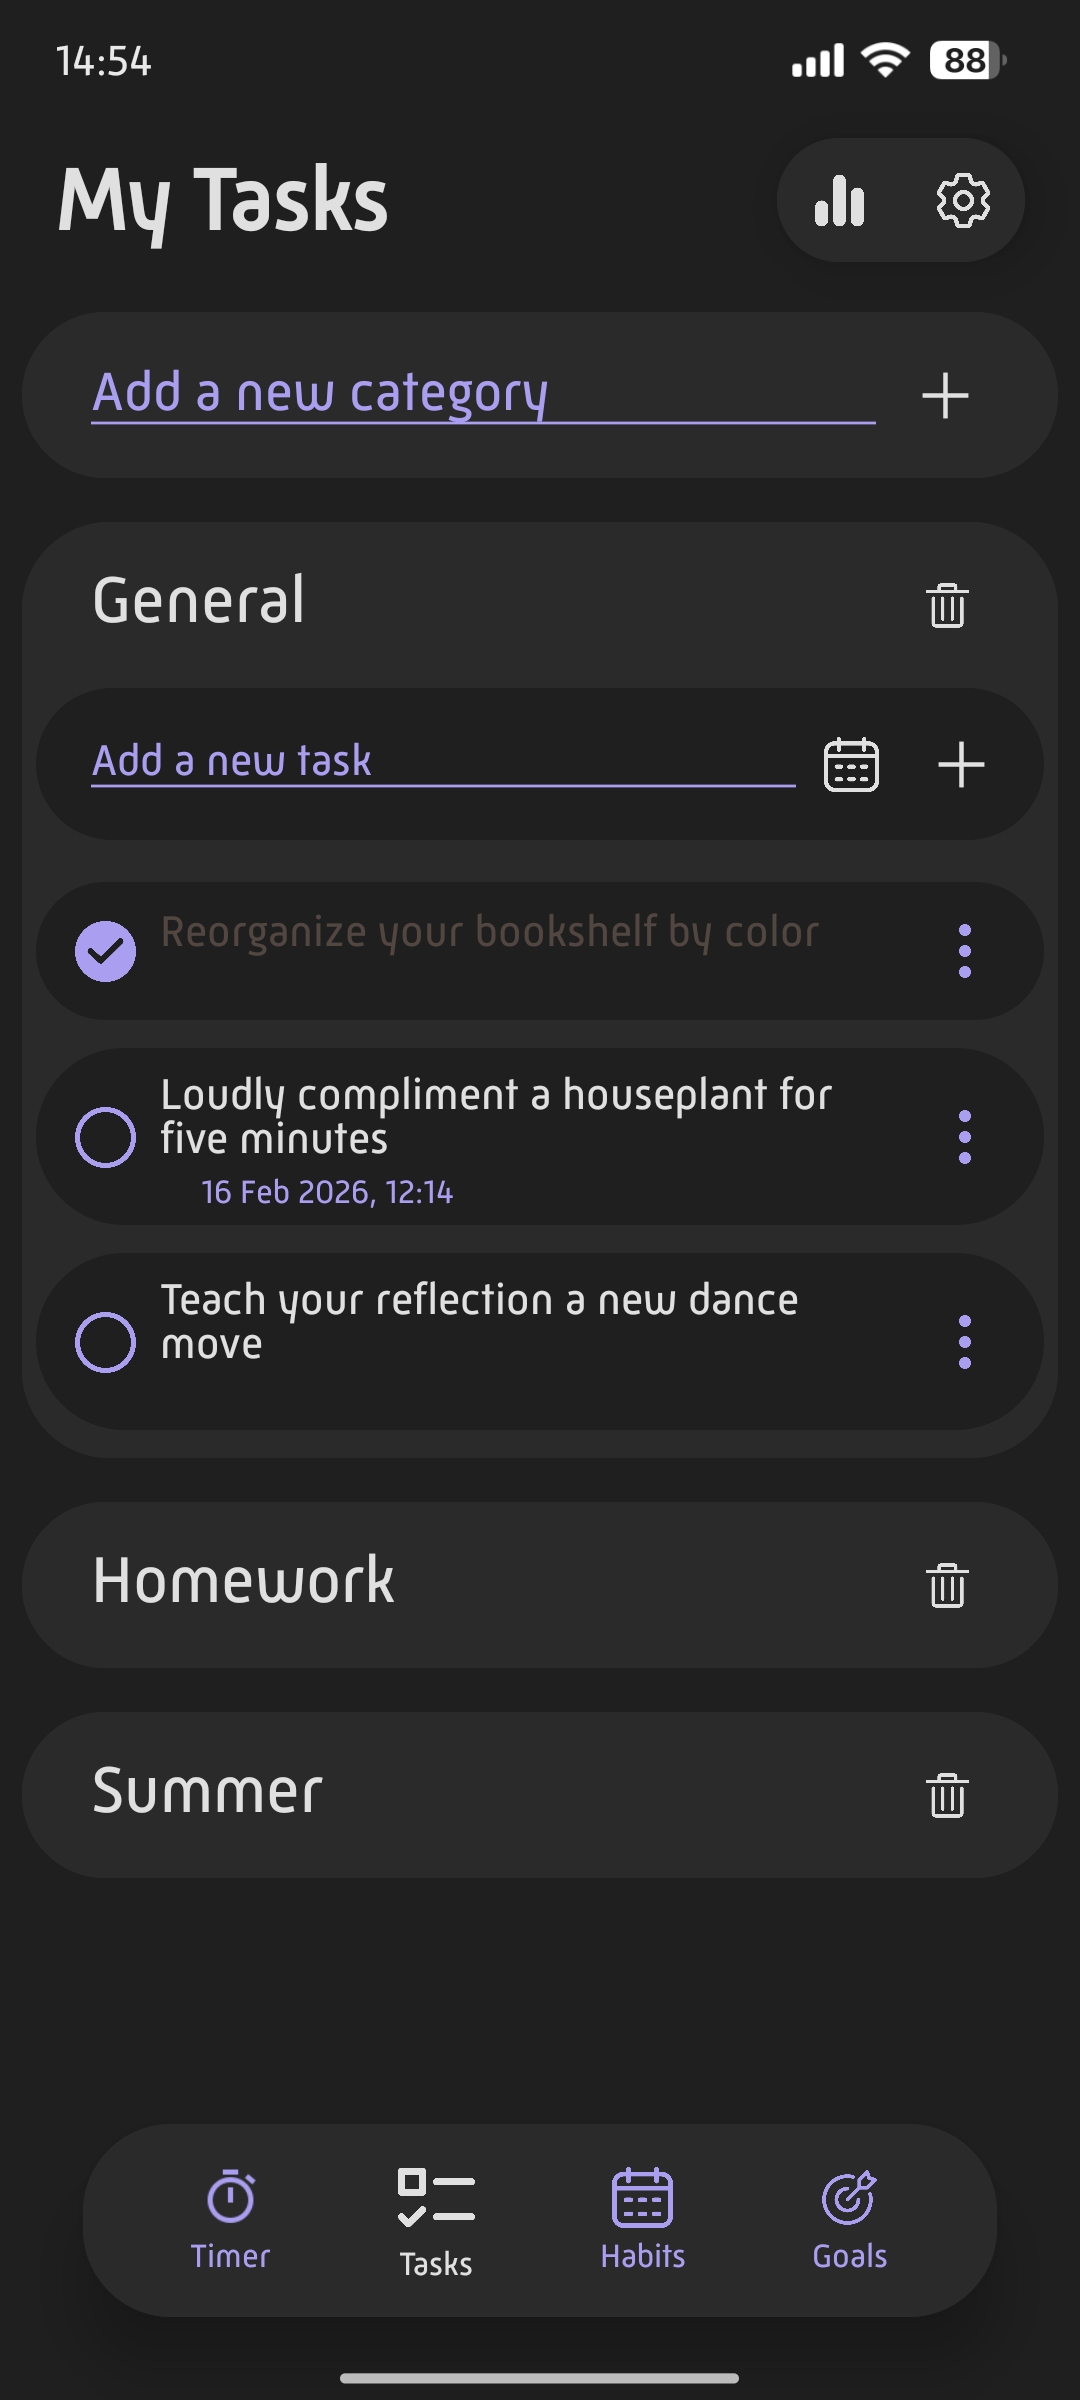 14:54
88
My Tasks
Add a new category
General
Add a new task
Reorganize your bookshelf by color
Loudly compliment a houseplant for
five minutes
16 Feb 2026, 12:14
Teach your reflection a new dance
move
Homework
Summer
Timer
Tasks
Habits
Goals